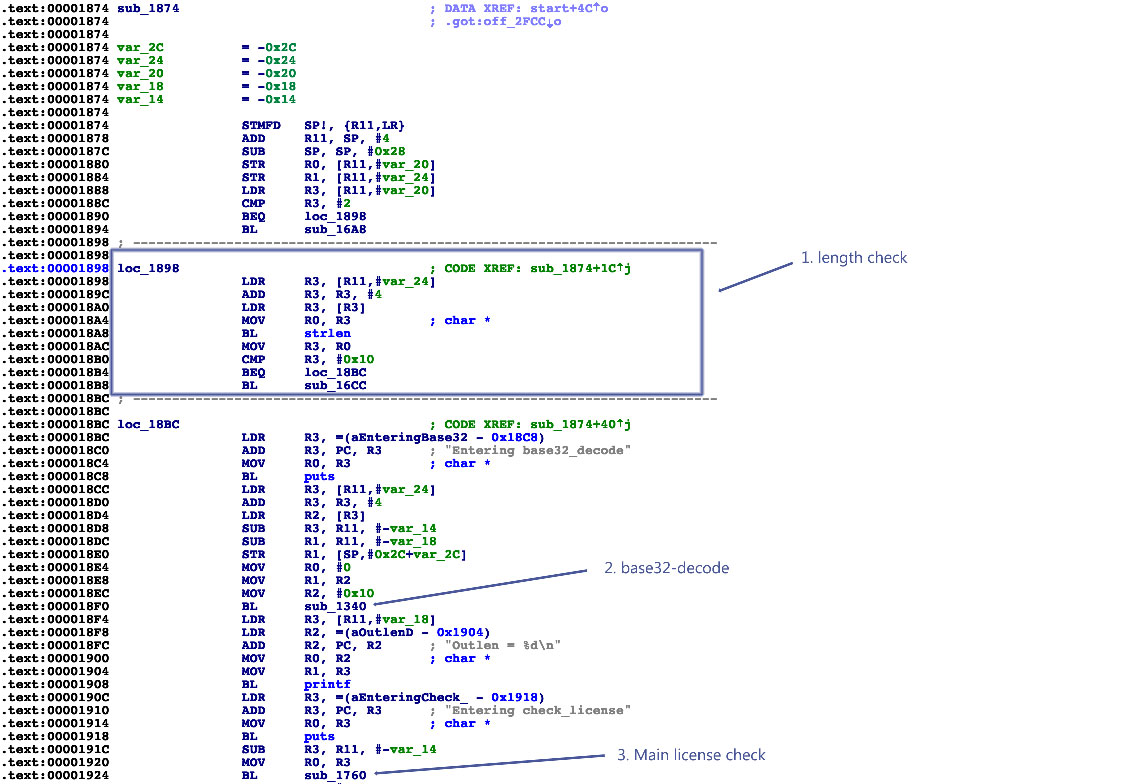 .text:00001874 sub_1874 ; DATA XREF: start+4C↑o
.text:00001874 ; .got:off_2FCC↓o
.text:00001874
.text:00001874 var_2C = -0x2C
.text:00001874 var_24 = -0x24
.text:00001874 var_20 = -0x20
.text:00001874 var_18 = -0x18
.text:00001874 var_14 = -0x14
.text:00001874
.text:00001874 STMFD SP!, {R11,LR}
.text:00001878 ADD R11, SP, #4
.text:0000187C SUB SP, SP, #0x28
.text:00001880 STR R0, [R11,#var_20]
.text:00001884 STR R1, [R11,#var_24]
.text:00001888 LDR R3, [R11,#var_20]
.text:0000188C CMP R3, #2
.text:00001890 BEQ loc_1898
.text:00001894 BL sub_16A8
.text:00001898 ; ---------------------------------------------------------------------------
.text:00001898
.text:00001898 loc_1898 ; CODE XREF: sub_1874+1C↑j
.text:00001898 LDR R3, [R11,#var_24]
.text:0000189C ADD R3, R3, #4
.text:000018A0 LDR R3, [R3]
.text:000018A4 MOV R0, R3 ; char *
.text:000018A8 BL strlen
.text:000018AC MOV R3, R0
.text:000018B0 CMP R3, #0x10
.text:000018B4 BEQ loc_18BC
.text:000018B8 BL sub_16CC
.text:000018BC ; ---------------------------------------------------------------------------
.text:000018BC
.text:000018BC loc_18BC ; CODE XREF: sub_1874+40↑j
.text:000018BC LDR R3, =(aEnteringBase32 - 0x18C8)
.text:000018C0 ADD R3, PC, R3 ; "Entering base32_decode"
.text:000018C4 MOV R0, R3 ; char *
.text:000018C8 BL puts
.text:000018CC LDR R3, [R11,#var_24]
.text:000018D0 ADD R3, R3, #4
.text:000018D4 LDR R2, [R3]
.text:000018D8 SUB R3, R11, #-var_14
.text:000018DC SUB R1, R11, #-var_18
.text:000018E0 STR R1, [SP,#0x2C+var_2C]
.text:000018E4 MOV R0, #0
.text:000018E8 MOV R1, R2
.text:000018EC MOV R2, #0x10
.text:000018F0 BL sub_1340
.text:000018F4 LDR R3, [R11,#var_18]
.text:000018F8 LDR R2, =(aOutlenD - 0x1904)
.text:000018FC ADD R2, PC, R2 ; "Outlen = %d\n"
.text:00001900 MOV R0, R2 ; char *
.text:00001904 MOV R1, R3
.text:00001908 BL printf
.text:0000190C LDR R3, =(aEnteringCheck_ - 0x1918)
.text:00001910 ADD R3, PC, R3 ; "Entering check_license"
.text:00001914 MOV R0, R3 ; char *
.text:00001918 BL puts
.text:0000191C SUB R3, R11, #-var_14
.text:00001920 MOV R0, R3
.text:00001924 BL sub_1760
1. length check
2. base32-decode
3. Main license check